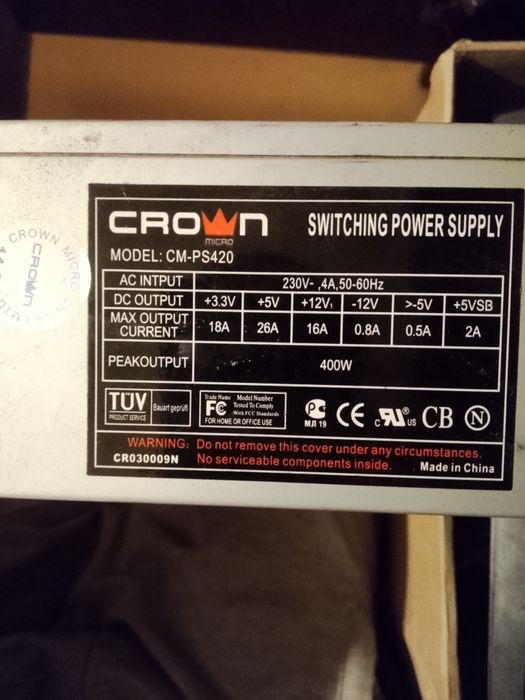 CROWN
MICRO
SWITCHING POWER SUPPLY
MODEL: CM-PS420
AC INTPUT 230V~ ,4A,50-60Hz
DC OUTPUT +3.3V +5V +12V₁ -12V >-5V +5VSB
MAX OUTPUT CURRENT 18A 26A 16A 0.8A 0.5A 2A
PEAKOUTPUT 400W
TÜV
PRODUCT SERVICE
Bauart geprüft
Trade Name Model Number
FC Tested To Comply
With FCC Standards
FOR HOME OR OFFICE USE
МЛ 19
CE
c RU ® US
CB
N
WARNING: Do not remove this cover under any circumstances.
CR030009N No serviceable components inside. Made in China
CROWN MICRO
CROWN